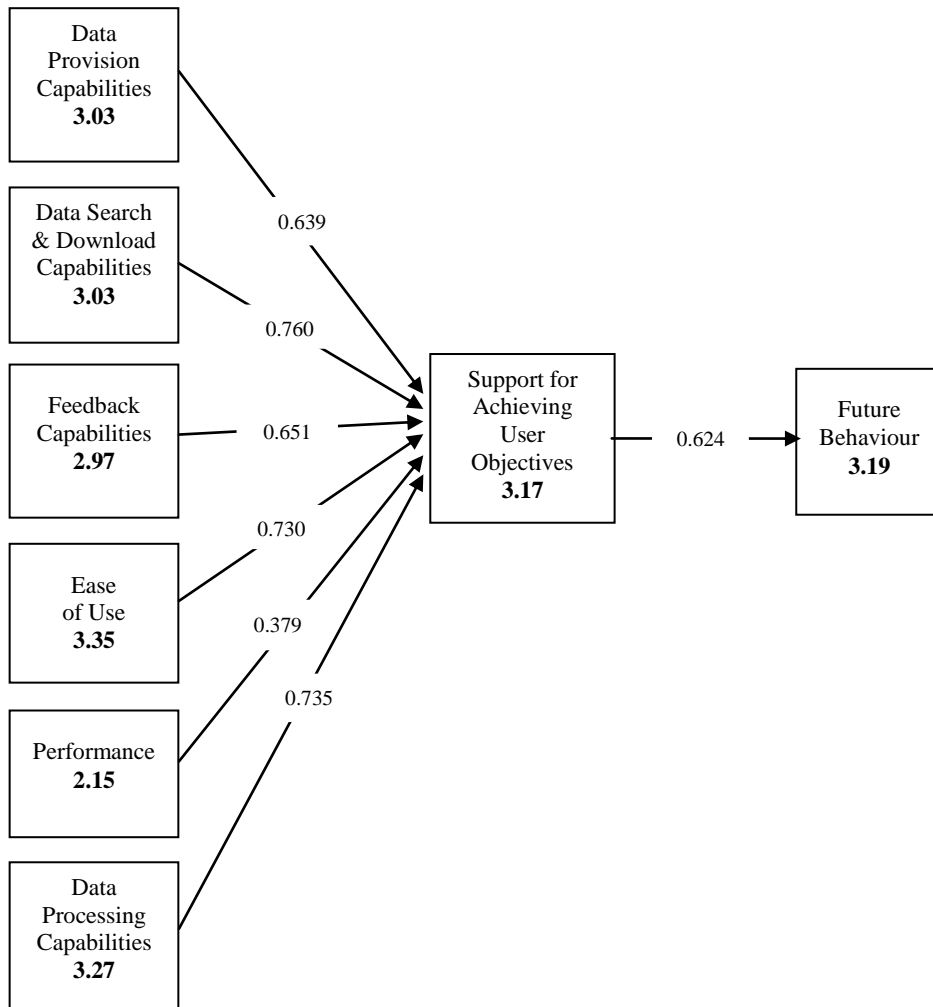 Data
Provision
Capabilities
3.03
0.639
Data Search
& Download
Capabilities
3.03
0.760
Feedback
Capabilities
2.97
0.651
Ease
of Use
3.35
0.730
Performance
2.15
0.379
Data
Processing
Capabilities
3.27
0.735
Support for
Achieving
User
Objectives
3.17
0.624
Future
Behaviour
3.19